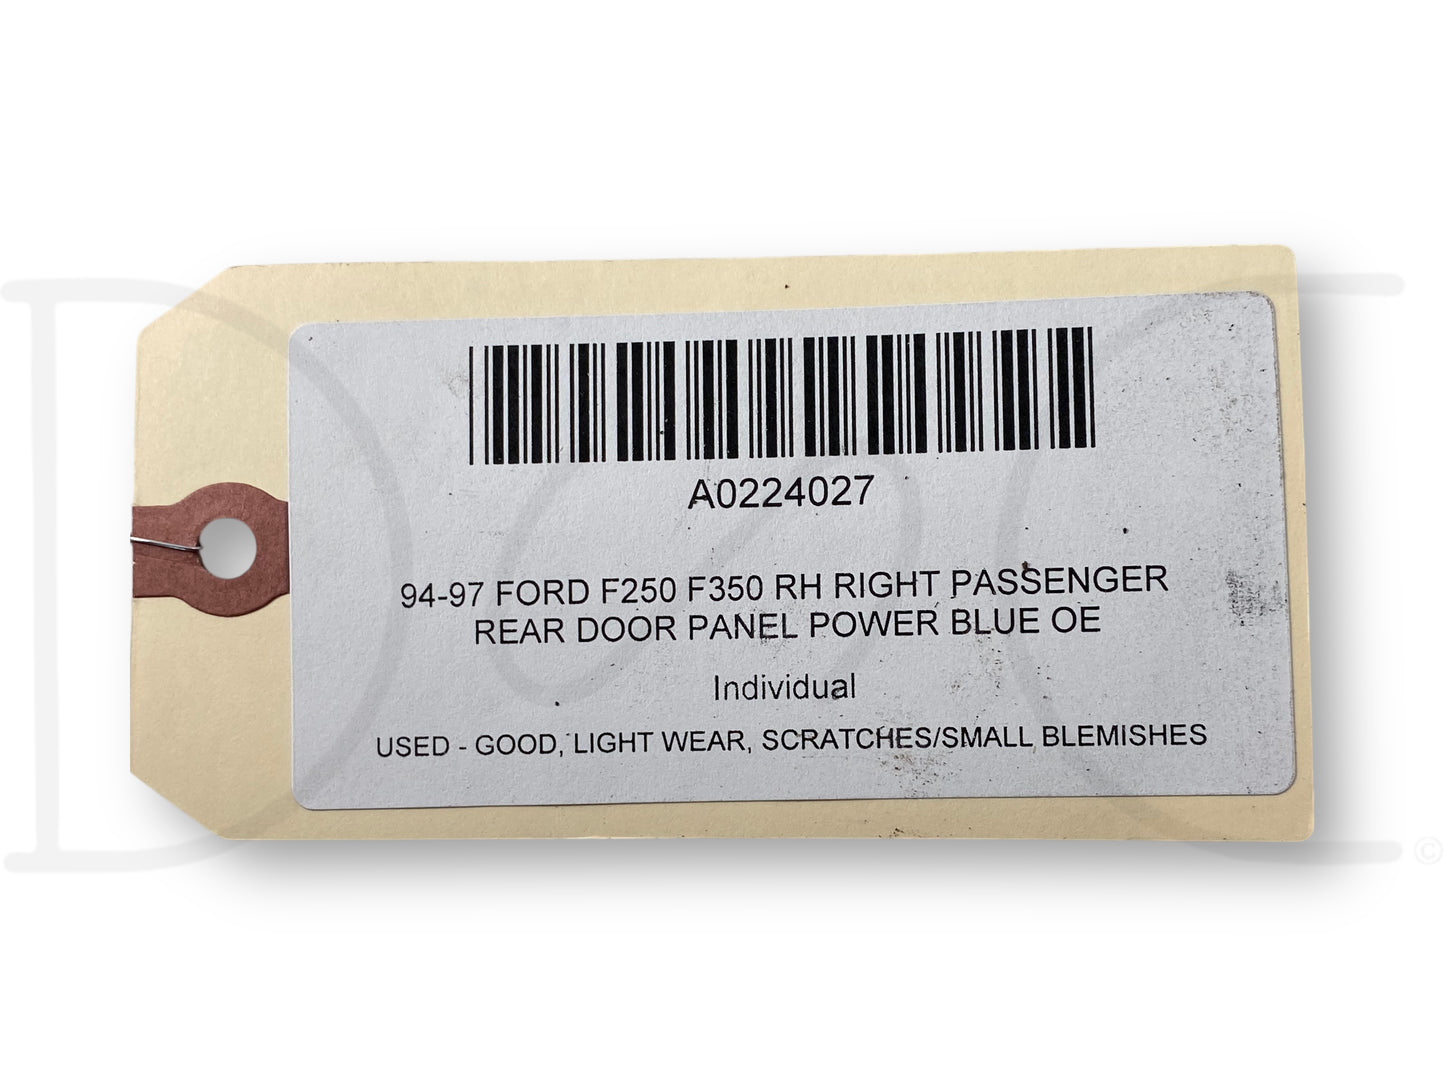 A0224027
94-97 FORD F250 F350 RH RIGHT PASSENGER
REAR DOOR PANEL POWER BLUE OE
Individual
USED - GOOD, LIGHT WEAR, SCRATCHES/SMALL BLEMISHES
©